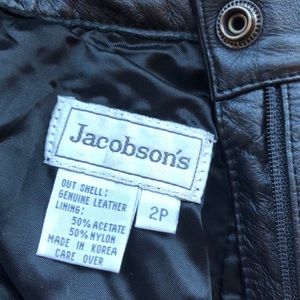 Jacobson's
OUT SHELL:
GENUINE LEATHER
LINING:
50% ACETATE
50% NYLON
MADE IN KOREA
CARE OVER
2P